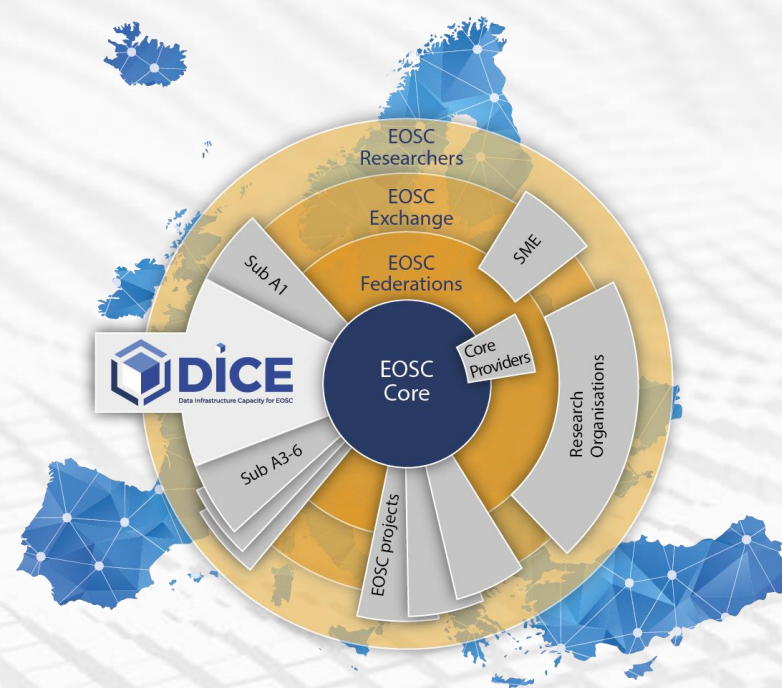 EOSC
Researchers
EOSC
Exchange
EOSC
Federations
SME
Sub A1
Core
Providers
EOSC
Core
DICE
Data Infrastructure Capacity for EOSC
Research
Organisations
Sub A3-6
EOSC projects